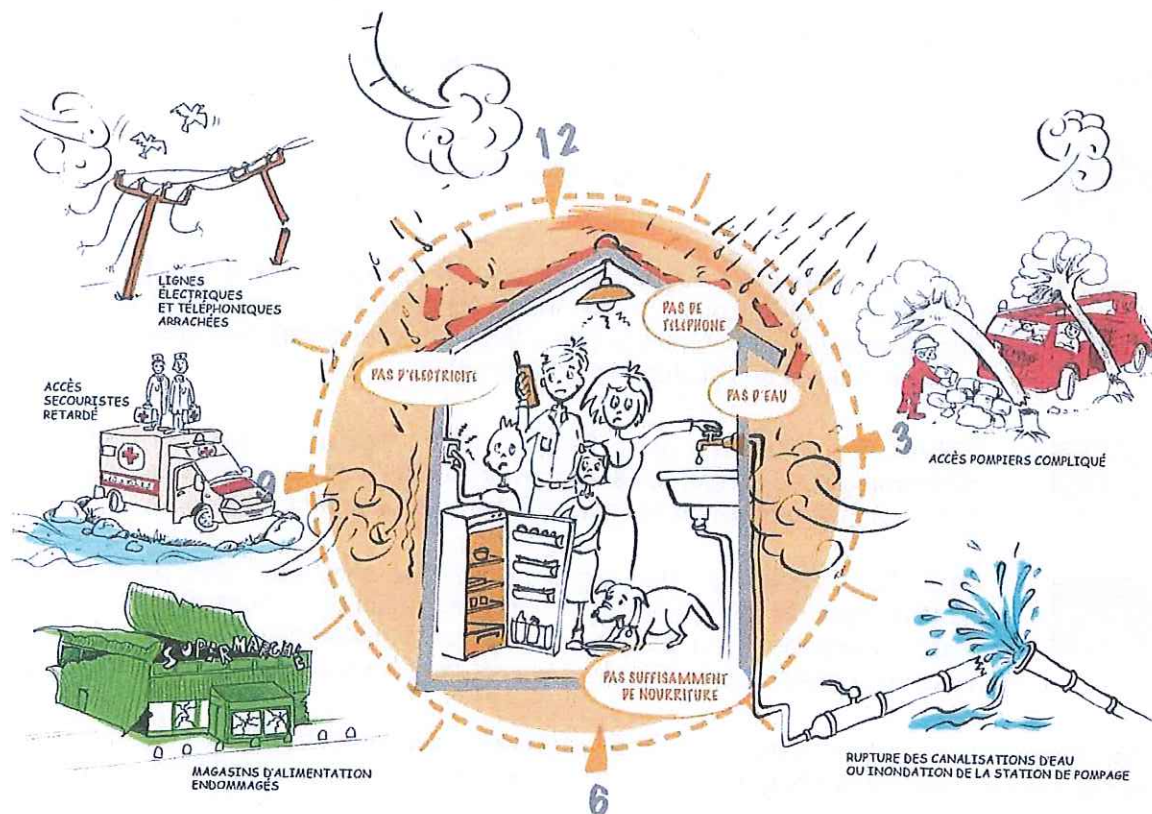 12
LIGNES
ÉLECTRIQUES
ET TÉLÉPHONIQUES
ARRACHÉES
PAS DE
TÉLÉPHONE
PAS D'ÉLECTRICITÉ
PAS D'EAU
ACCÈS
SECOURISTES
RETARDÉ
3
ACCÈS POMPIERS COMPLIQUÉ
9
SUPERMARCHE
PAS SUFFISAMMENT
DE NOURRITURE
MAGASINS D'ALIMENTATION
ENDOMMAGÉS
RUPTURE DES CANALISATIONS D'EAU
OU INONDATION DE LA STATION DE POMPAGE
6